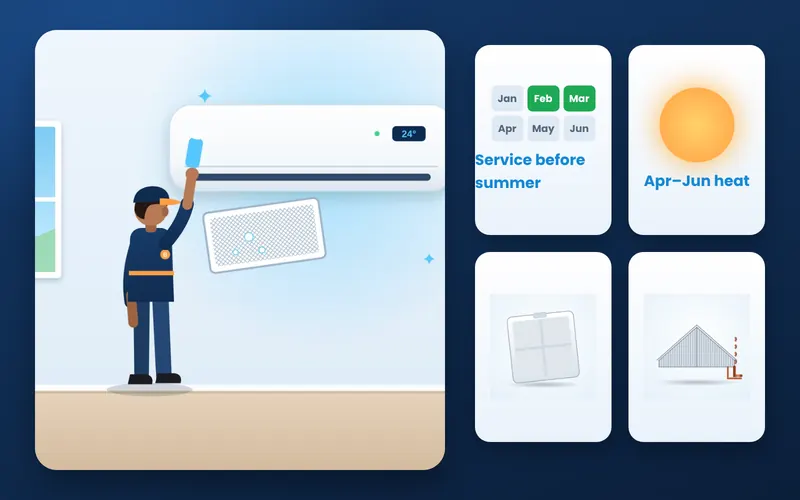 24°
Jan Feb Mar
Apr May Jun
Service before
summer
Apr–Jun heat